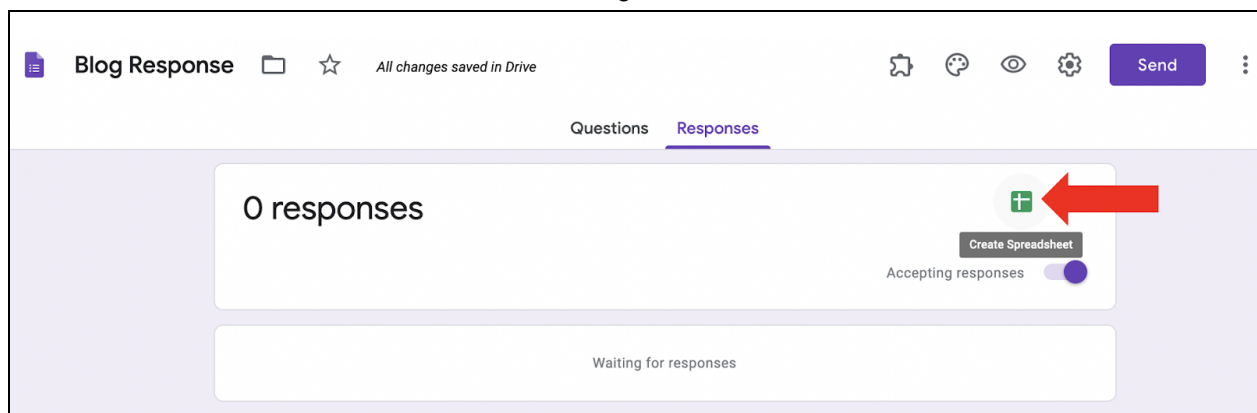 Blog Response
All changes saved in Drive
Send
Questions Responses
0 responses
Create Spreadsheet
Accepting responses
Waiting for responses